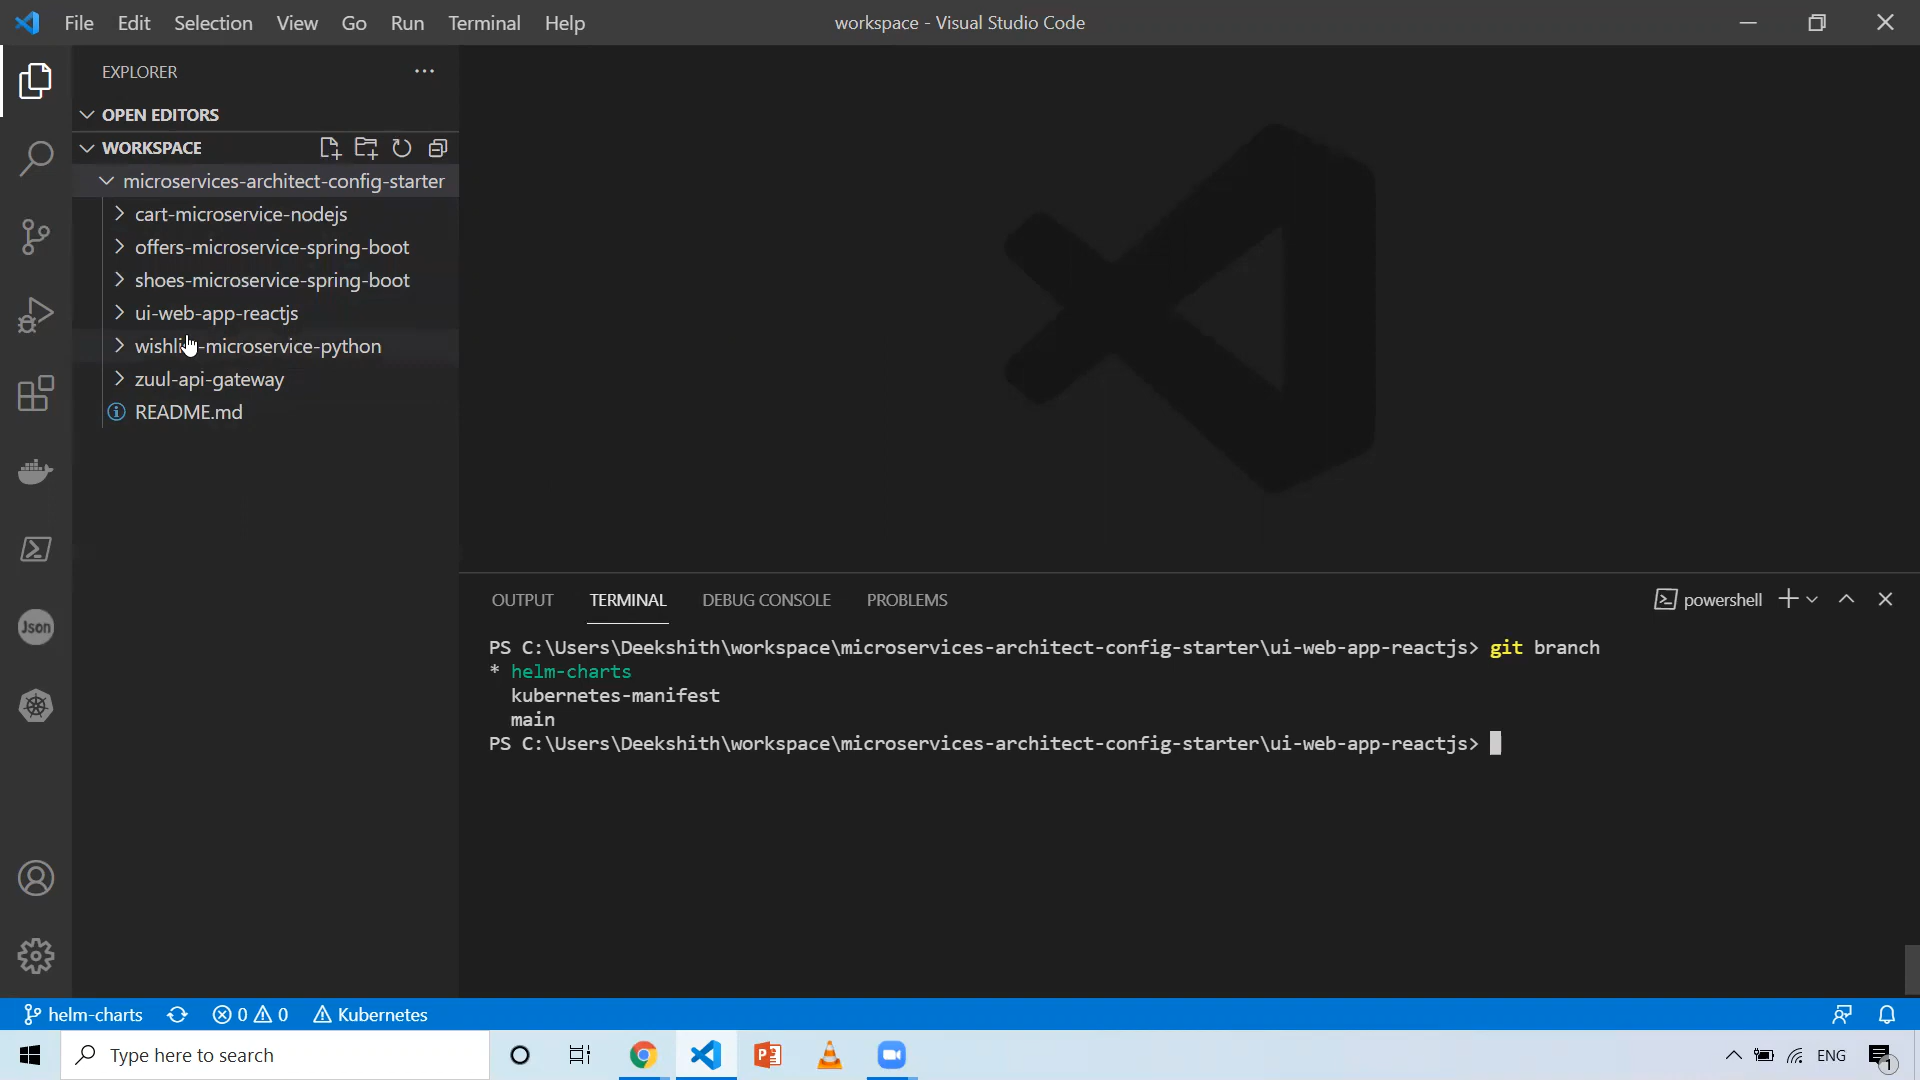 File Edit Selection View Go Run Terminal Help
workspace - Visual Studio Code
EXPLORER
OPEN EDITORS
WORKSPACE
microservices-architect-config-starter
cart-microservice-nodejs
offers-microservice-spring-boot
shoes-microservice-spring-boot
ui-web-app-reactjs
wishlist-microservice-python
zuul-api-gateway
README.md
Json
OUTPUT TERMINAL DEBUG CONSOLE PROBLEMS
powershell
PS C:\Users\Deekshith\workspace\microservices-architect-config-starter\ui-web-app-reactjs> git branch
* helm-charts
kubernetes-manifest
main
PS C:\Users\Deekshith\workspace\microservices-architect-config-starter\ui-web-app-reactjs>
helm-charts 0 0 Kubernetes
Type here to search
ENG
1